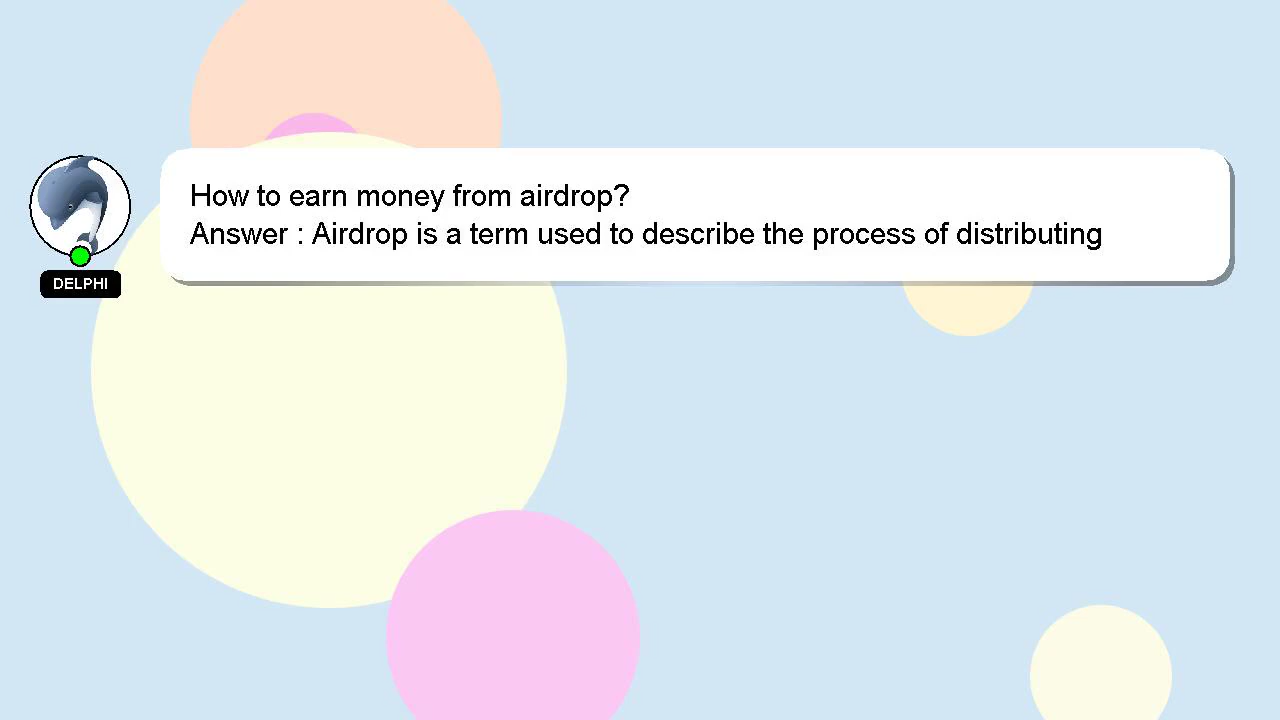 How to earn money from airdrop?
Answer : Airdrop is a term used to describe the process of distributing
DELPHI